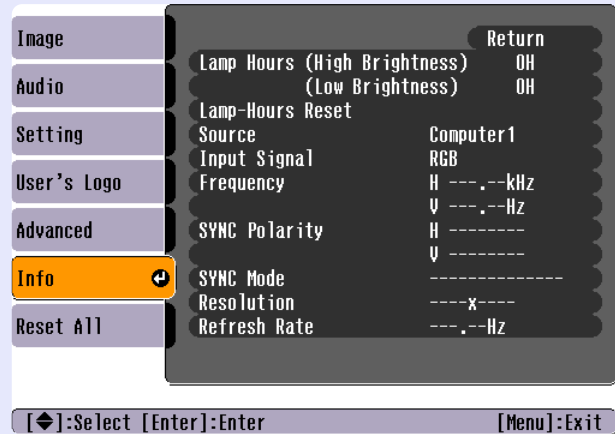 Image
Audio
Setting
User's Logo
Advanced
Info
Reset All
Return
Lamp Hours (High Brightness) 0H
(Low Brightness) 0H
Lamp-Hours Reset
Source Computer1
Input Signal RGB
Frequency H ---.--kHz
V ---.--Hz
SYNC Polarity H --------
V --------
SYNC Mode --------------
Resolution ----x----
Refresh Rate ---.--Hz
[◆]:Select [Enter]:Enter [Menu]:Exit